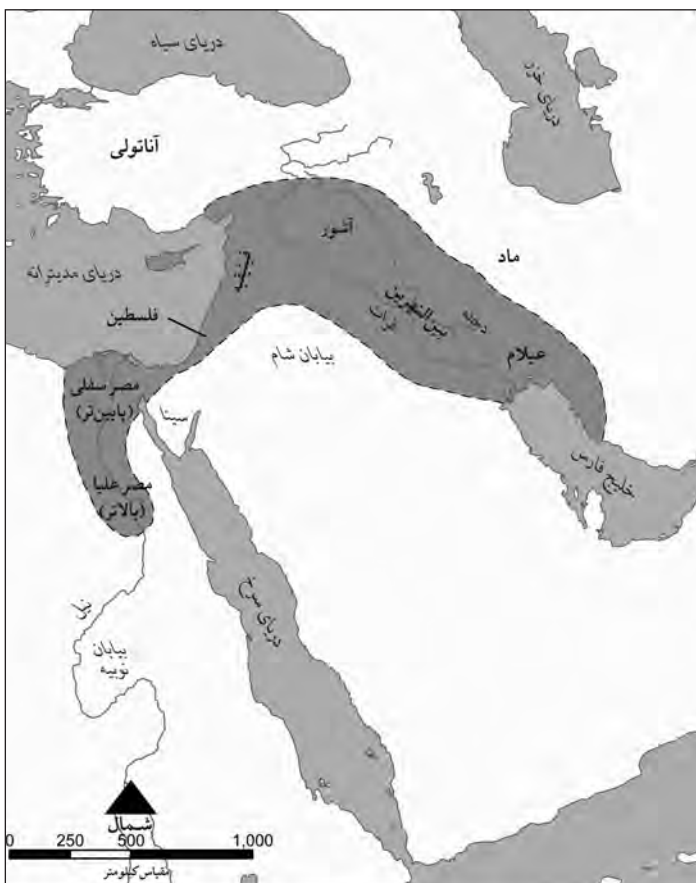 دریای سیاه
دریای خزر
آناتولی
آشور
ماد
فینیقیه
دریای مدیترانه
دجله
بین‌النهرین
فرات
فلسطین
عیلام
بیابان شام
مصر سفلی
(پایین‌تر)
سینا
خلیج فارس
مصر علیا
(بالاتر)
نیل
دریای سرخ
بیابان
نوبیه
شمال
0 250 500 1,000
مقیاس کیلومتر